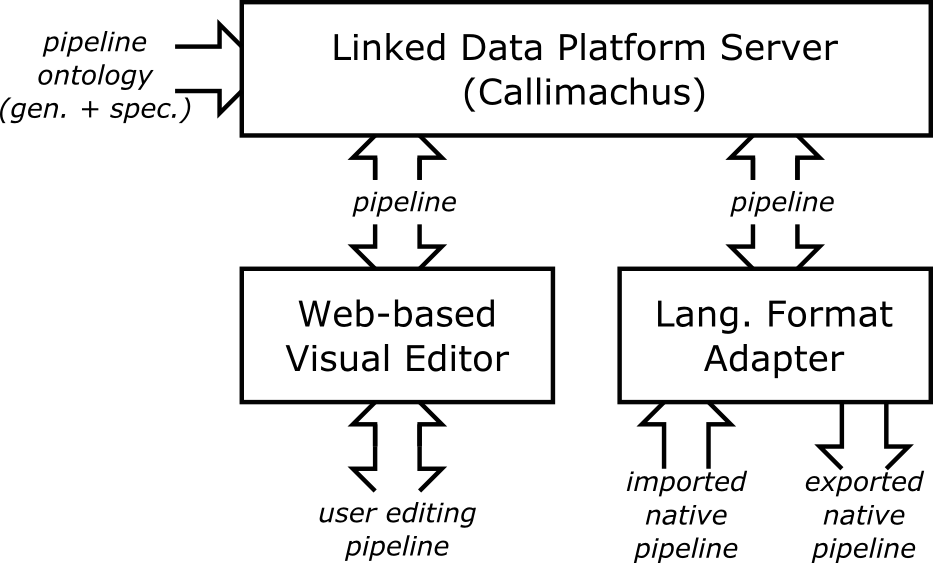 pipeline
ontology
(gen. + spec.)
Linked Data Platform Server
(Callimachus)
pipeline
pipeline
Web-based
Visual Editor
Lang. Format
Adapter
user editing
pipeline
imported
native
pipeline
exported
native
pipeline